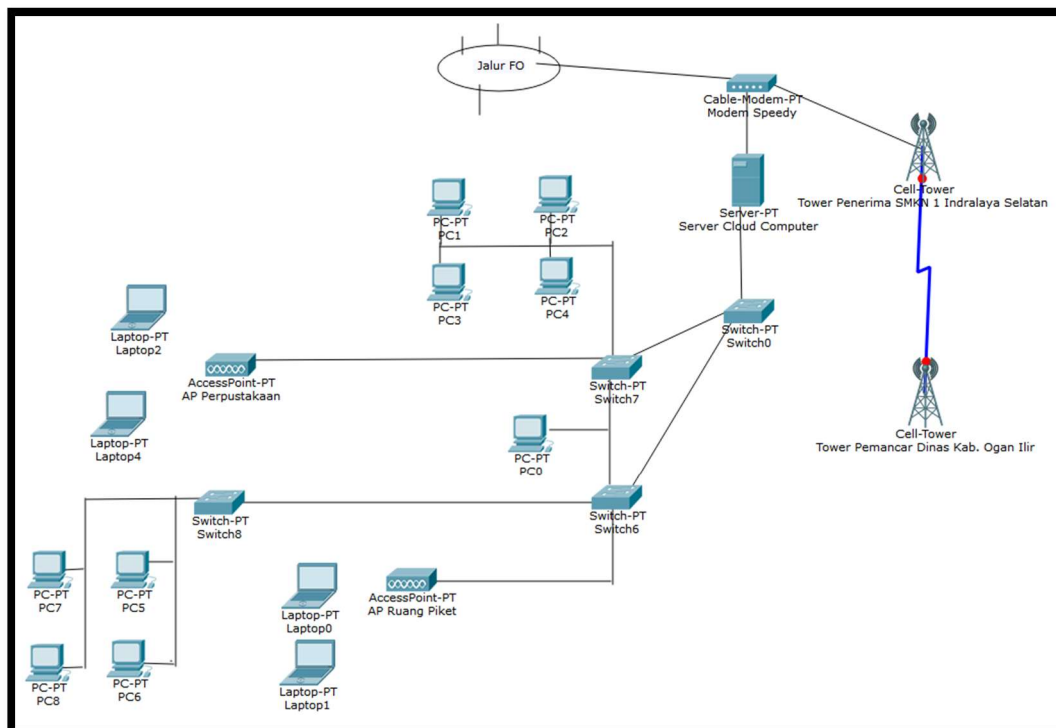 Jalur FO
Cable-Modem-PT
Modem Speedy
Cell-Tower
Tower Penerima SMKN 1 Indralaya Selatan
Server-PT
Server Cloud Computer
PC-PT
PC1
PC-PT
PC2
PC-PT
PC3
PC-PT
PC4
Switch-PT
Switch0
Laptop-PT
Laptop2
AccessPoint-PT
AP Perpustakaan
Switch-PT
Switch7
Laptop-PT
Laptop4
PC-PT
PC0
Cell-Tower
Tower Pemancar Dinas Kab. Ogan Ilir
Switch-PT
Switch8
Switch-PT
Switch6
PC-PT
PC7
PC-PT
PC5
Laptop-PT
Laptop0
AccessPoint-PT
AP Ruang Piket
PC-PT
PC8
PC-PT
PC6
Laptop-PT
Laptop1